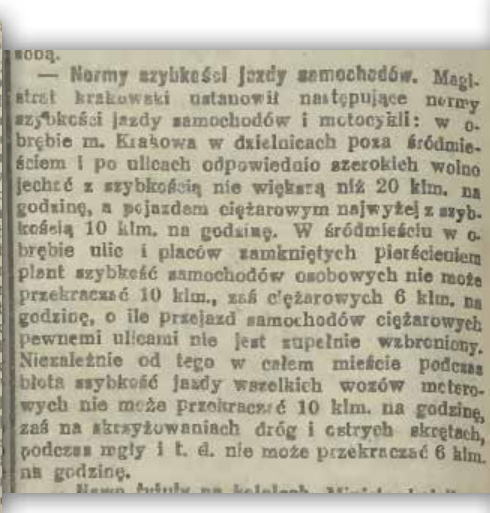 sobą.
— Normy szybkości jazdy samochodów. Magi-
strat krakowski ustanowił następujące normy
szybkości jazdy samochodów i motocykli: w o-
brębie m. Krakowa w dzielnicach poza śródmie-
ściem i po ulicach odpowiednio szerokich wolno
jechać z szybkością nie większą niż 20 klm. na
godzinę, a pojazdem ciężarowym najwyżej z szyb-
kością 10 klm. na godzinę. W śródmieściu w o-
brębie ulic i placów zamkniętych pierścieniem
plant szybkość samochodów osobowych nie może
przekraczać 10 klm., zaś ciężarowych 6 klm. na
godzinę, o ile przejazd samochodów ciężarowych
pewnemi ulicami nie jest zupełnie wzbroniony.
Niezależnie od tego w całem mieście podczas
błota szybkość jazdy wszelkich wozów motoro-
wych nie może przekraczać 10 klm. na godzinę,
zaś na skrzyżowaniach dróg i ostrych skrętach,
podczas mgły i t. d. nie może przekraczać 6 klm.
na godzinę.